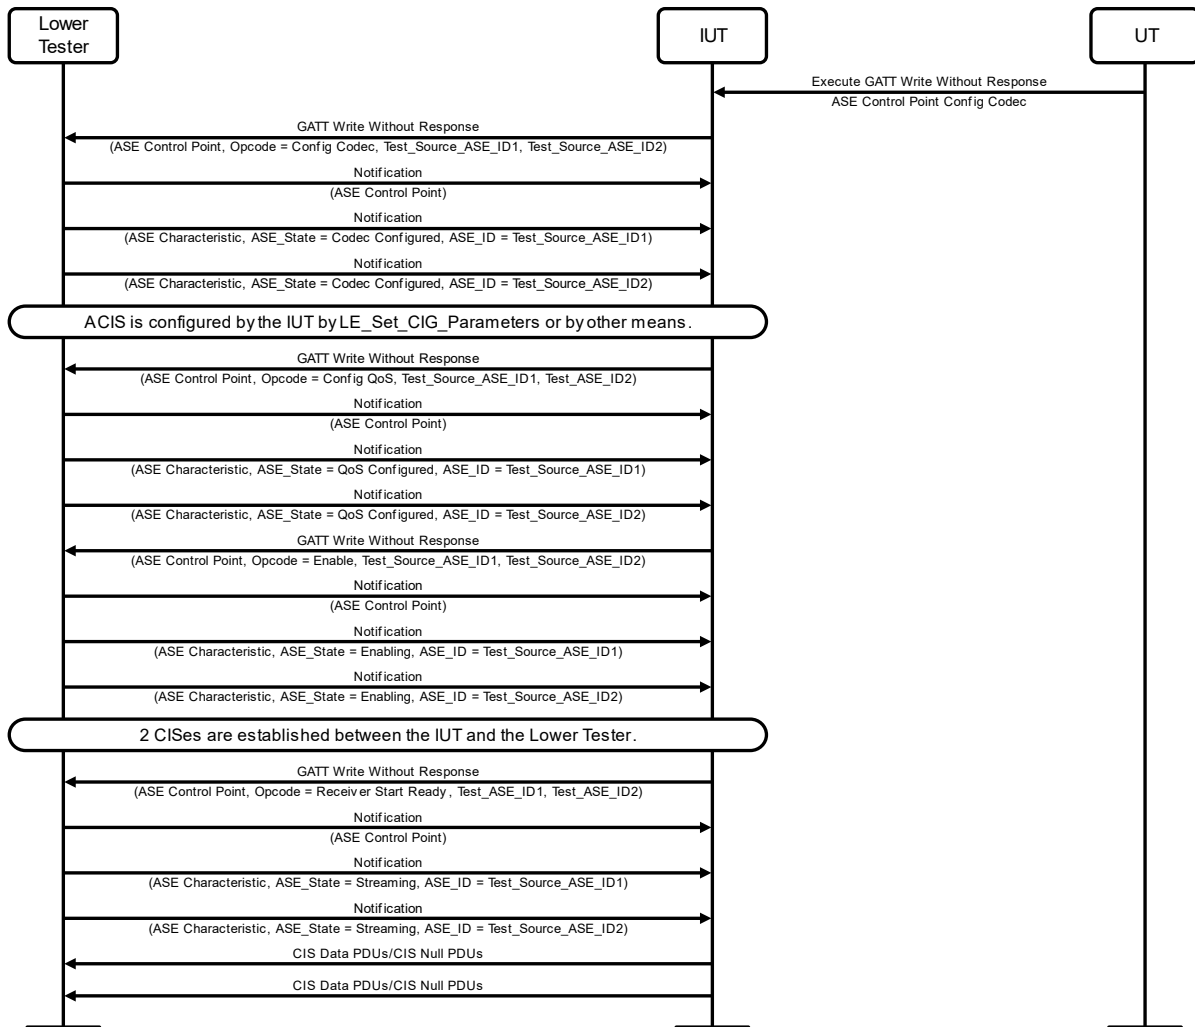 Lower
Tester
IUT
UT
Execute GATT Write Without Response
ASE Control Point Config Codec
GATT Write Without Response
(ASE Control Point, Opcode = Config Codec, Test_Source_ASE_ID1, Test_Source_ASE_ID2)
Notification
(ASE Control Point)
Notification
(ASE Characteristic, ASE_State = Codec Configured, ASE_ID = Test_Source_ASE_ID1)
Notification
(ASE Characteristic, ASE_State = Codec Configured, ASE_ID = Test_Source_ASE_ID2)
A CIS is configured by the IUT by LE_Set_CIG_Parameters or by other means.
GATT Write Without Response
(ASE Control Point, Opcode = Config QoS, Test_Source_ASE_ID1, Test_ASE_ID2)
Notification
(ASE Control Point)
Notification
(ASE Characteristic, ASE_State = QoS Configured, ASE_ID = Test_Source_ASE_ID1)
Notification
(ASE Characteristic, ASE_State = QoS Configured, ASE_ID = Test_Source_ASE_ID2)
GATT Write Without Response
(ASE Control Point, Opcode = Enable, Test_Source_ASE_ID1, Test_Source_ASE_ID2)
Notification
(ASE Control Point)
Notification
(ASE Characteristic, ASE_State = Enabling, ASE_ID = Test_Source_ASE_ID1)
Notification
(ASE Characteristic, ASE_State = Enabling, ASE_ID = Test_Source_ASE_ID2)
2 CISes are established between the IUT and the Lower Tester.
GATT Write Without Response
(ASE Control Point, Opcode = Receiver Start Ready, Test_ASE_ID1, Test_ASE_ID2)
Notification
(ASE Control Point)
Notification
(ASE Characteristic, ASE_State = Streaming, ASE_ID = Test_Source_ASE_ID1)
Notification
(ASE Characteristic, ASE_State = Streaming, ASE_ID = Test_Source_ASE_ID2)
CIS Data PDUs/CIS Null PDUs
CIS Data PDUs/CIS Null PDUs